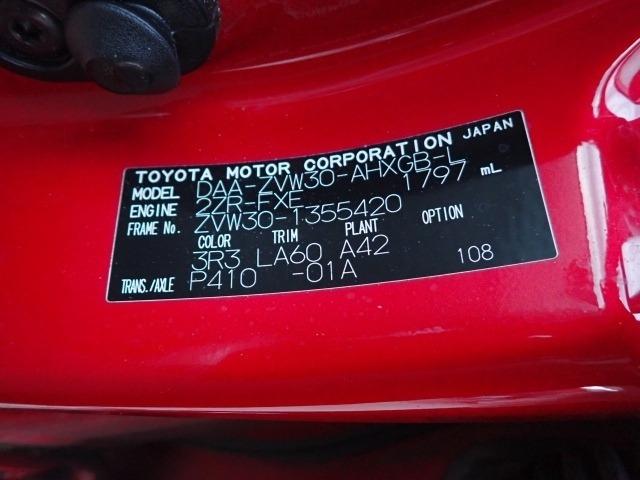 TOYOTA MOTOR CORPORATION JAPAN
MODEL DAA-ZVW30-AHXGB-L
ENGINE 2ZR-FXE 1797 mL
FRAME No. ZVW30-1355420
COLOR TRIM PLANT OPTION
3R3 LA60 A42
TRANS./AXLE P410 -01A 108